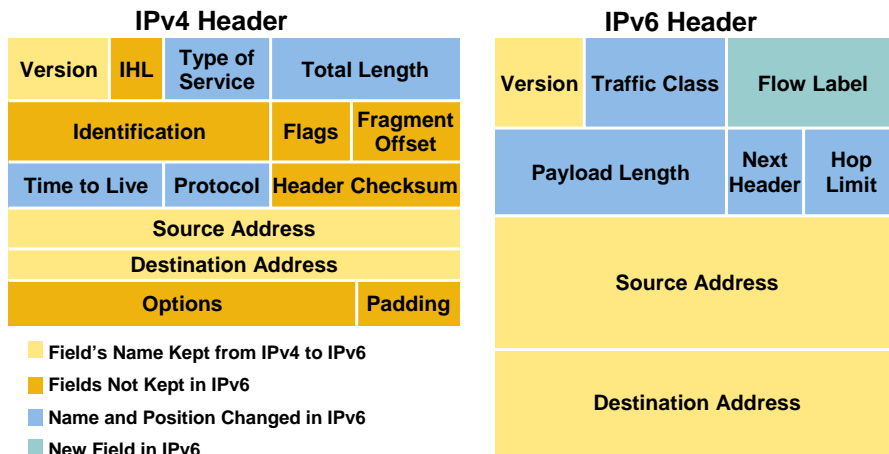 IPv4 Header
Version IHL Type of Service Total Length
Identification Flags Fragment Offset
Time to Live Protocol Header Checksum
Source Address
Destination Address
Options Padding
Field's Name Kept from IPv4 to IPv6
Fields Not Kept in IPv6
Name and Position Changed in IPv6
New Field in IPv6
IPv6 Header
Version Traffic Class Flow Label
Payload Length Next Header Hop Limit
Source Address
Destination Address